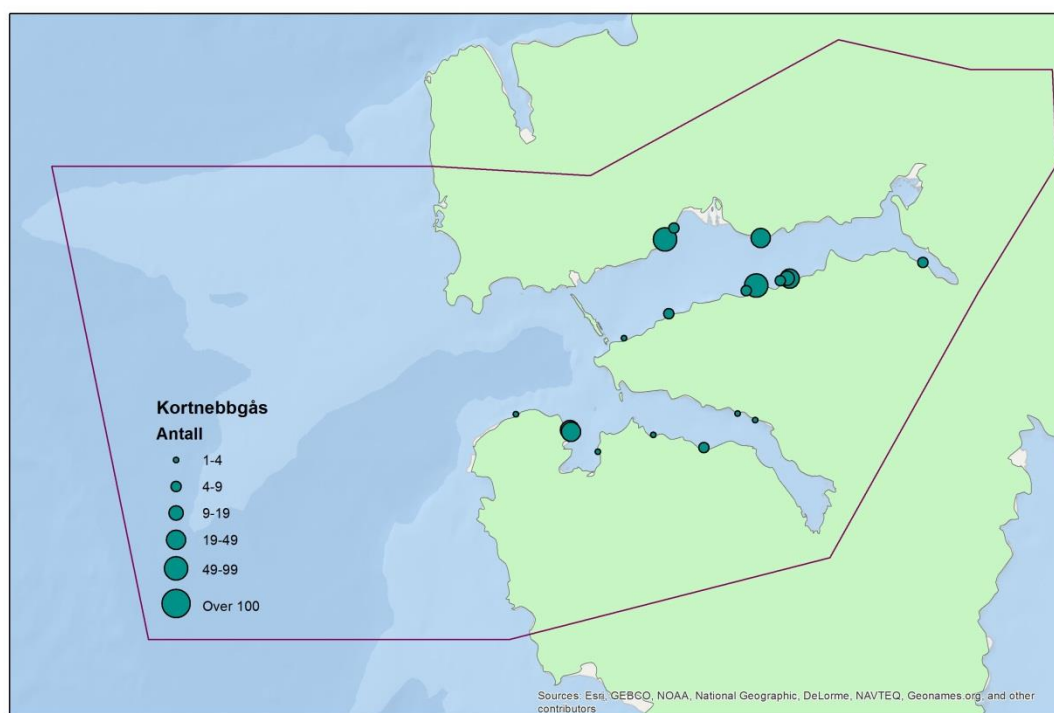 Kortnebbgås
Antall
1-4
4-9
9-19
19-49
49-99
Over 100
Sources: Esri, GEBCO, NOAA, National Geographic, DeLorme, NAVTEQ, Geonames.org, and other
contributors